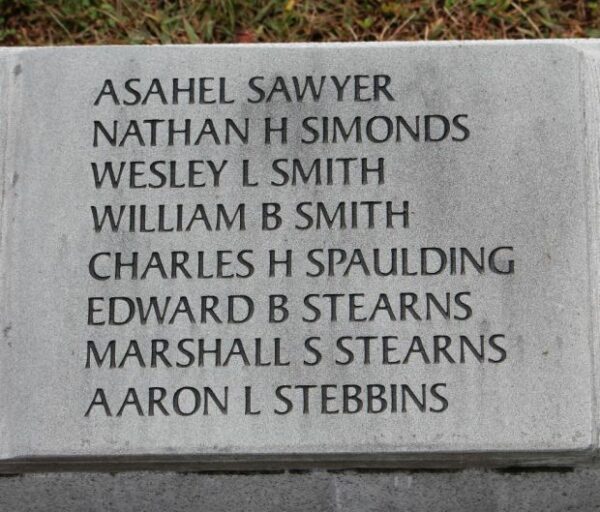 ASAHEL SAWYER
NATHAN H SIMONDS
WESLEY L SMITH
WILLIAM B SMITH
CHARLES H SPAULDING
EDWARD B STEARNS
MARSHALL S STEARNS
AARON L STEBBINS